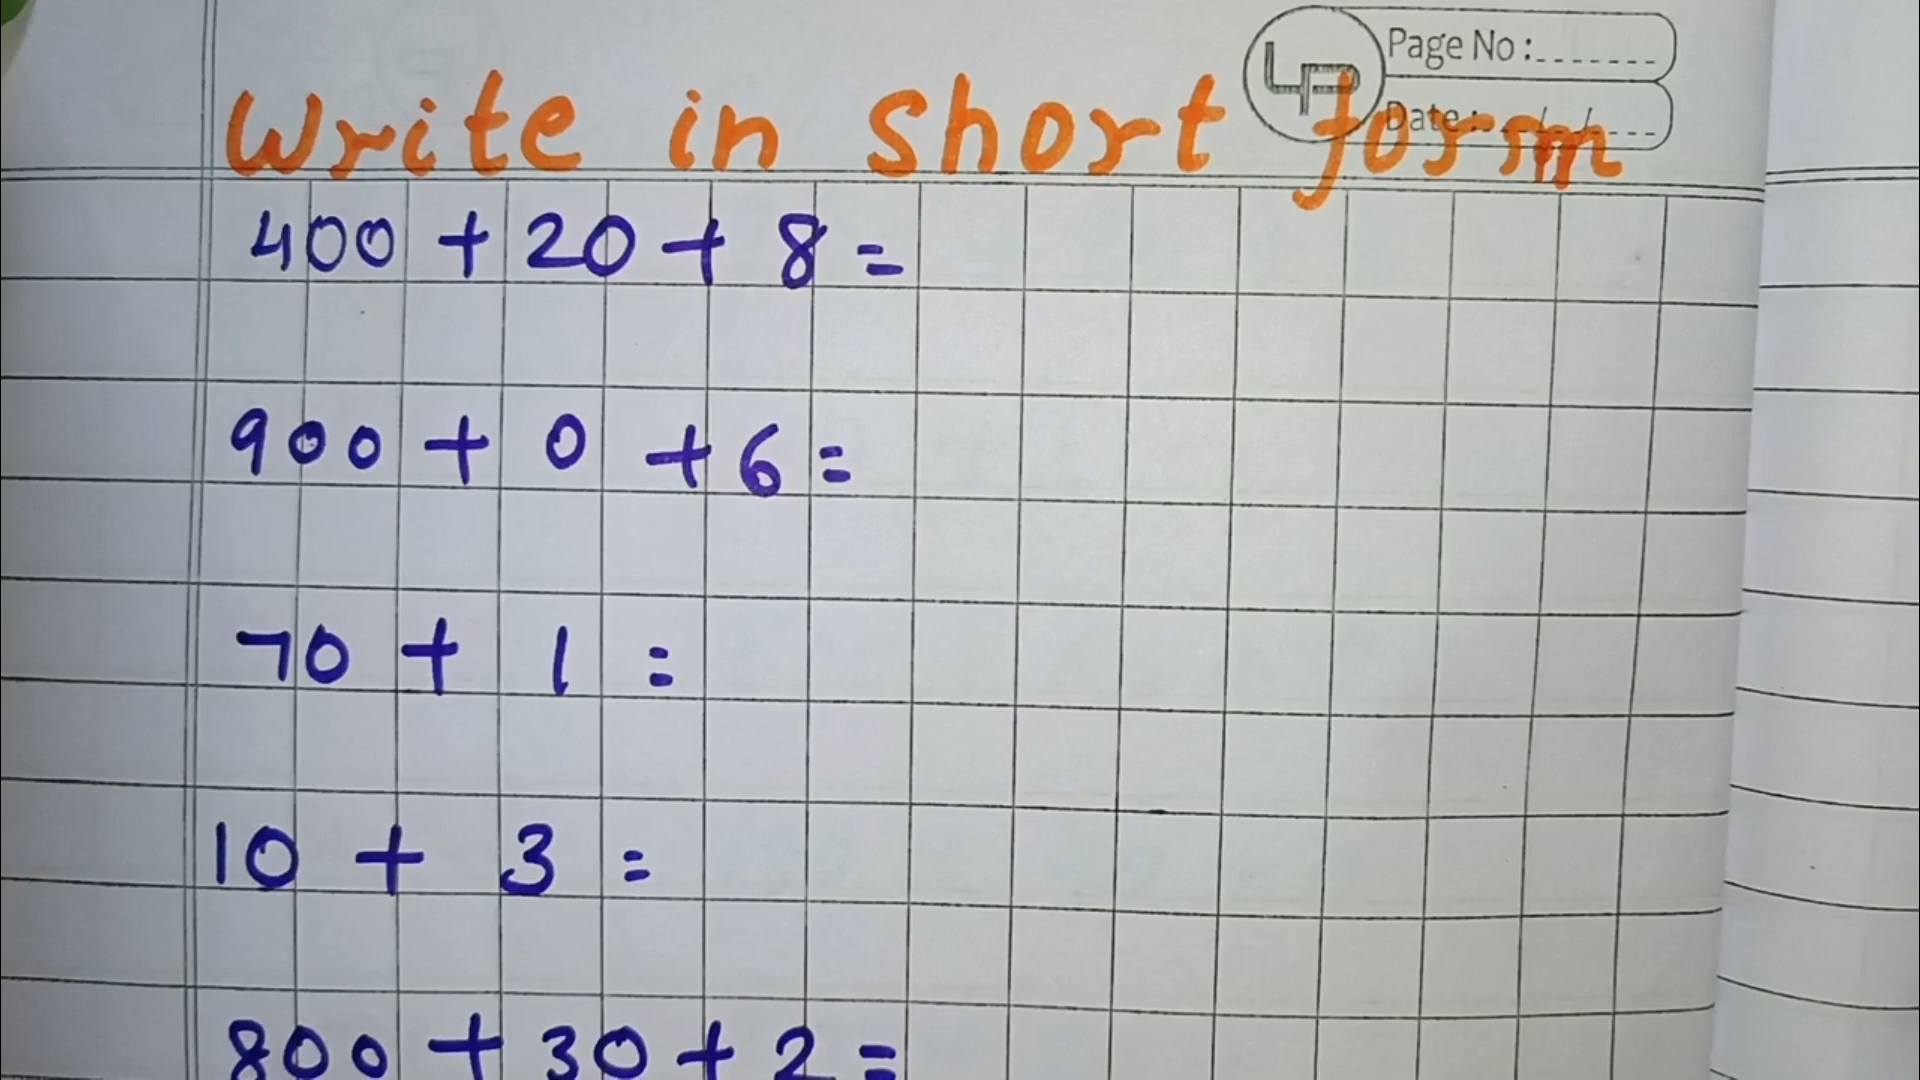 Page No :
Date :
Write in short form
400 + 20 + 8 =
900 + 0 + 6 =
70 + 1 =
10 + 3 =
800 + 30 + 2 =